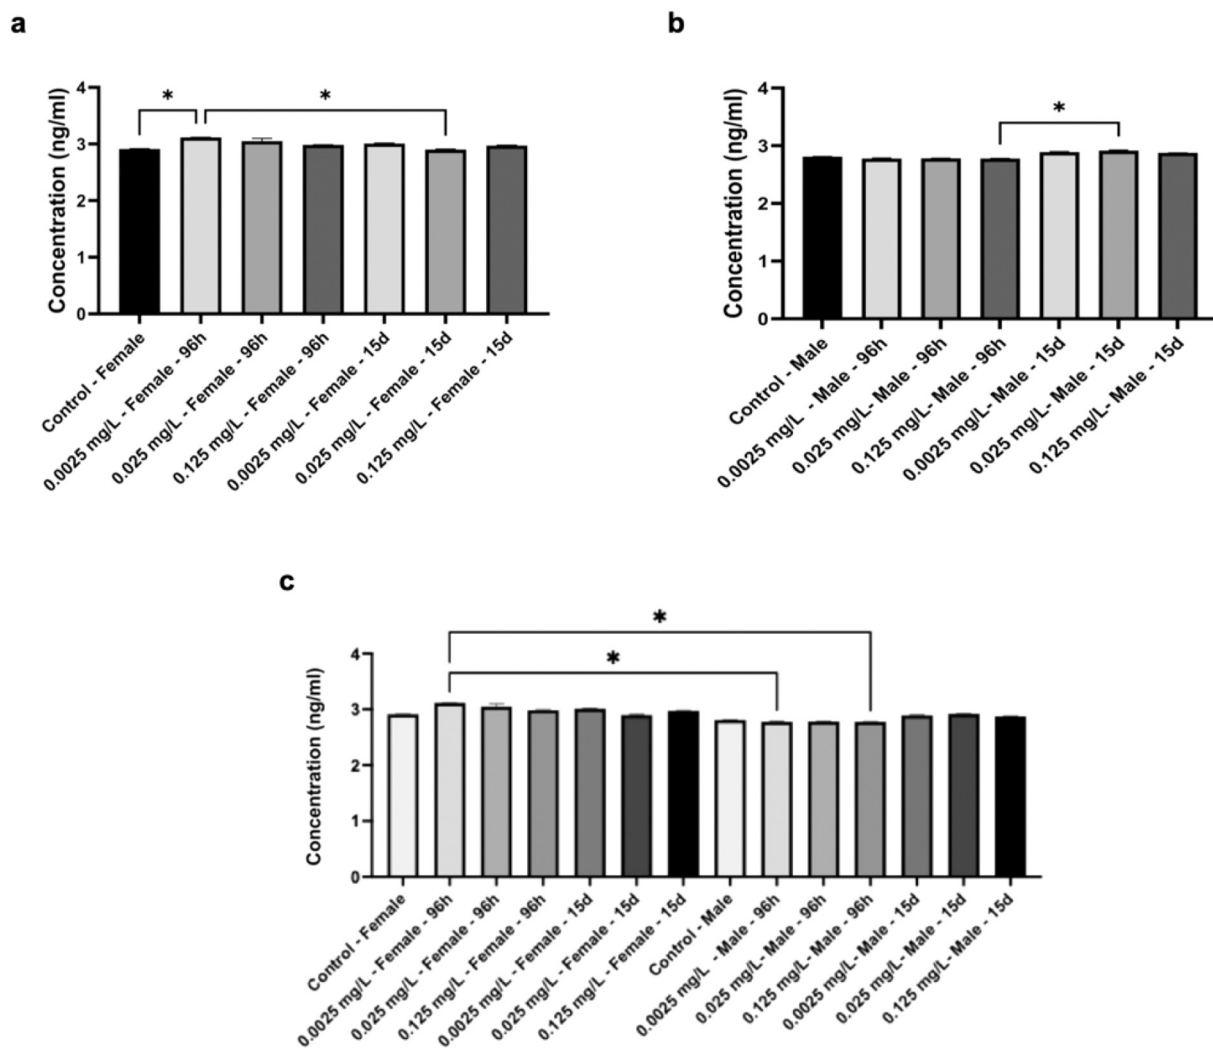 a
*
*
Concentration (ng/ml)
4
3
2
1
0
Control - Female
0.0025 mg/L - Female - 96h
0.025 mg/L - Female - 96h
0.125 mg/L - Female - 96h
0.0025 mg/L - Female - 15d
0.025 mg/L - Female - 15d
0.125 mg/L - Female - 15d
b
*
Concentration (ng/ml)
4
3
2
1
0
Control - Male
0.0025 mg/L - Male - 96h
0.025 mg/L- Male - 96h
0.125 mg/L- Male - 96h
0.0025 mg/L- Male - 15d
0.025 mg/L- Male - 15d
0.125 mg/L- Male - 15d
c
*
*
Concentration (ng/ml)
4
3
2
1
0
Control - Female
0.0025 mg/L - Female - 96h
0.025 mg/L - Female - 96h
0.125 mg/L - Female - 96h
0.0025 mg/L - Female - 15d
0.025 mg/L - Female - 15d
0.125 mg/L - Female - 15d
Control - Male
0.0025 mg/L - Male - 96h
0.025 mg/L- Male - 96h
0.125 mg/L- Male - 96h
0.0025 mg/L- Male - 15d
0.025 mg/L- Male - 15d
0.125 mg/L- Male - 15d